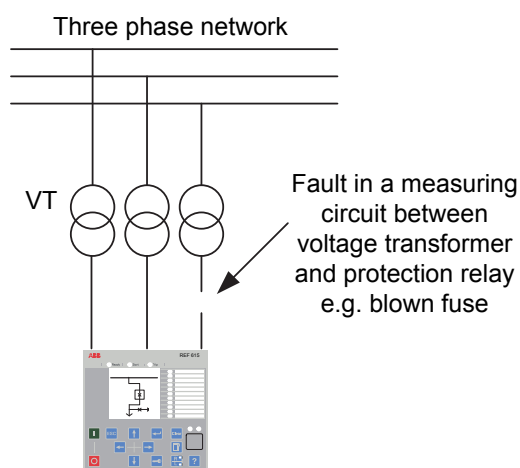 Three phase network
VT
Fault in a measuring
circuit between
voltage transformer
and protection relay
e.g. blown fuse
ABB
REF 615